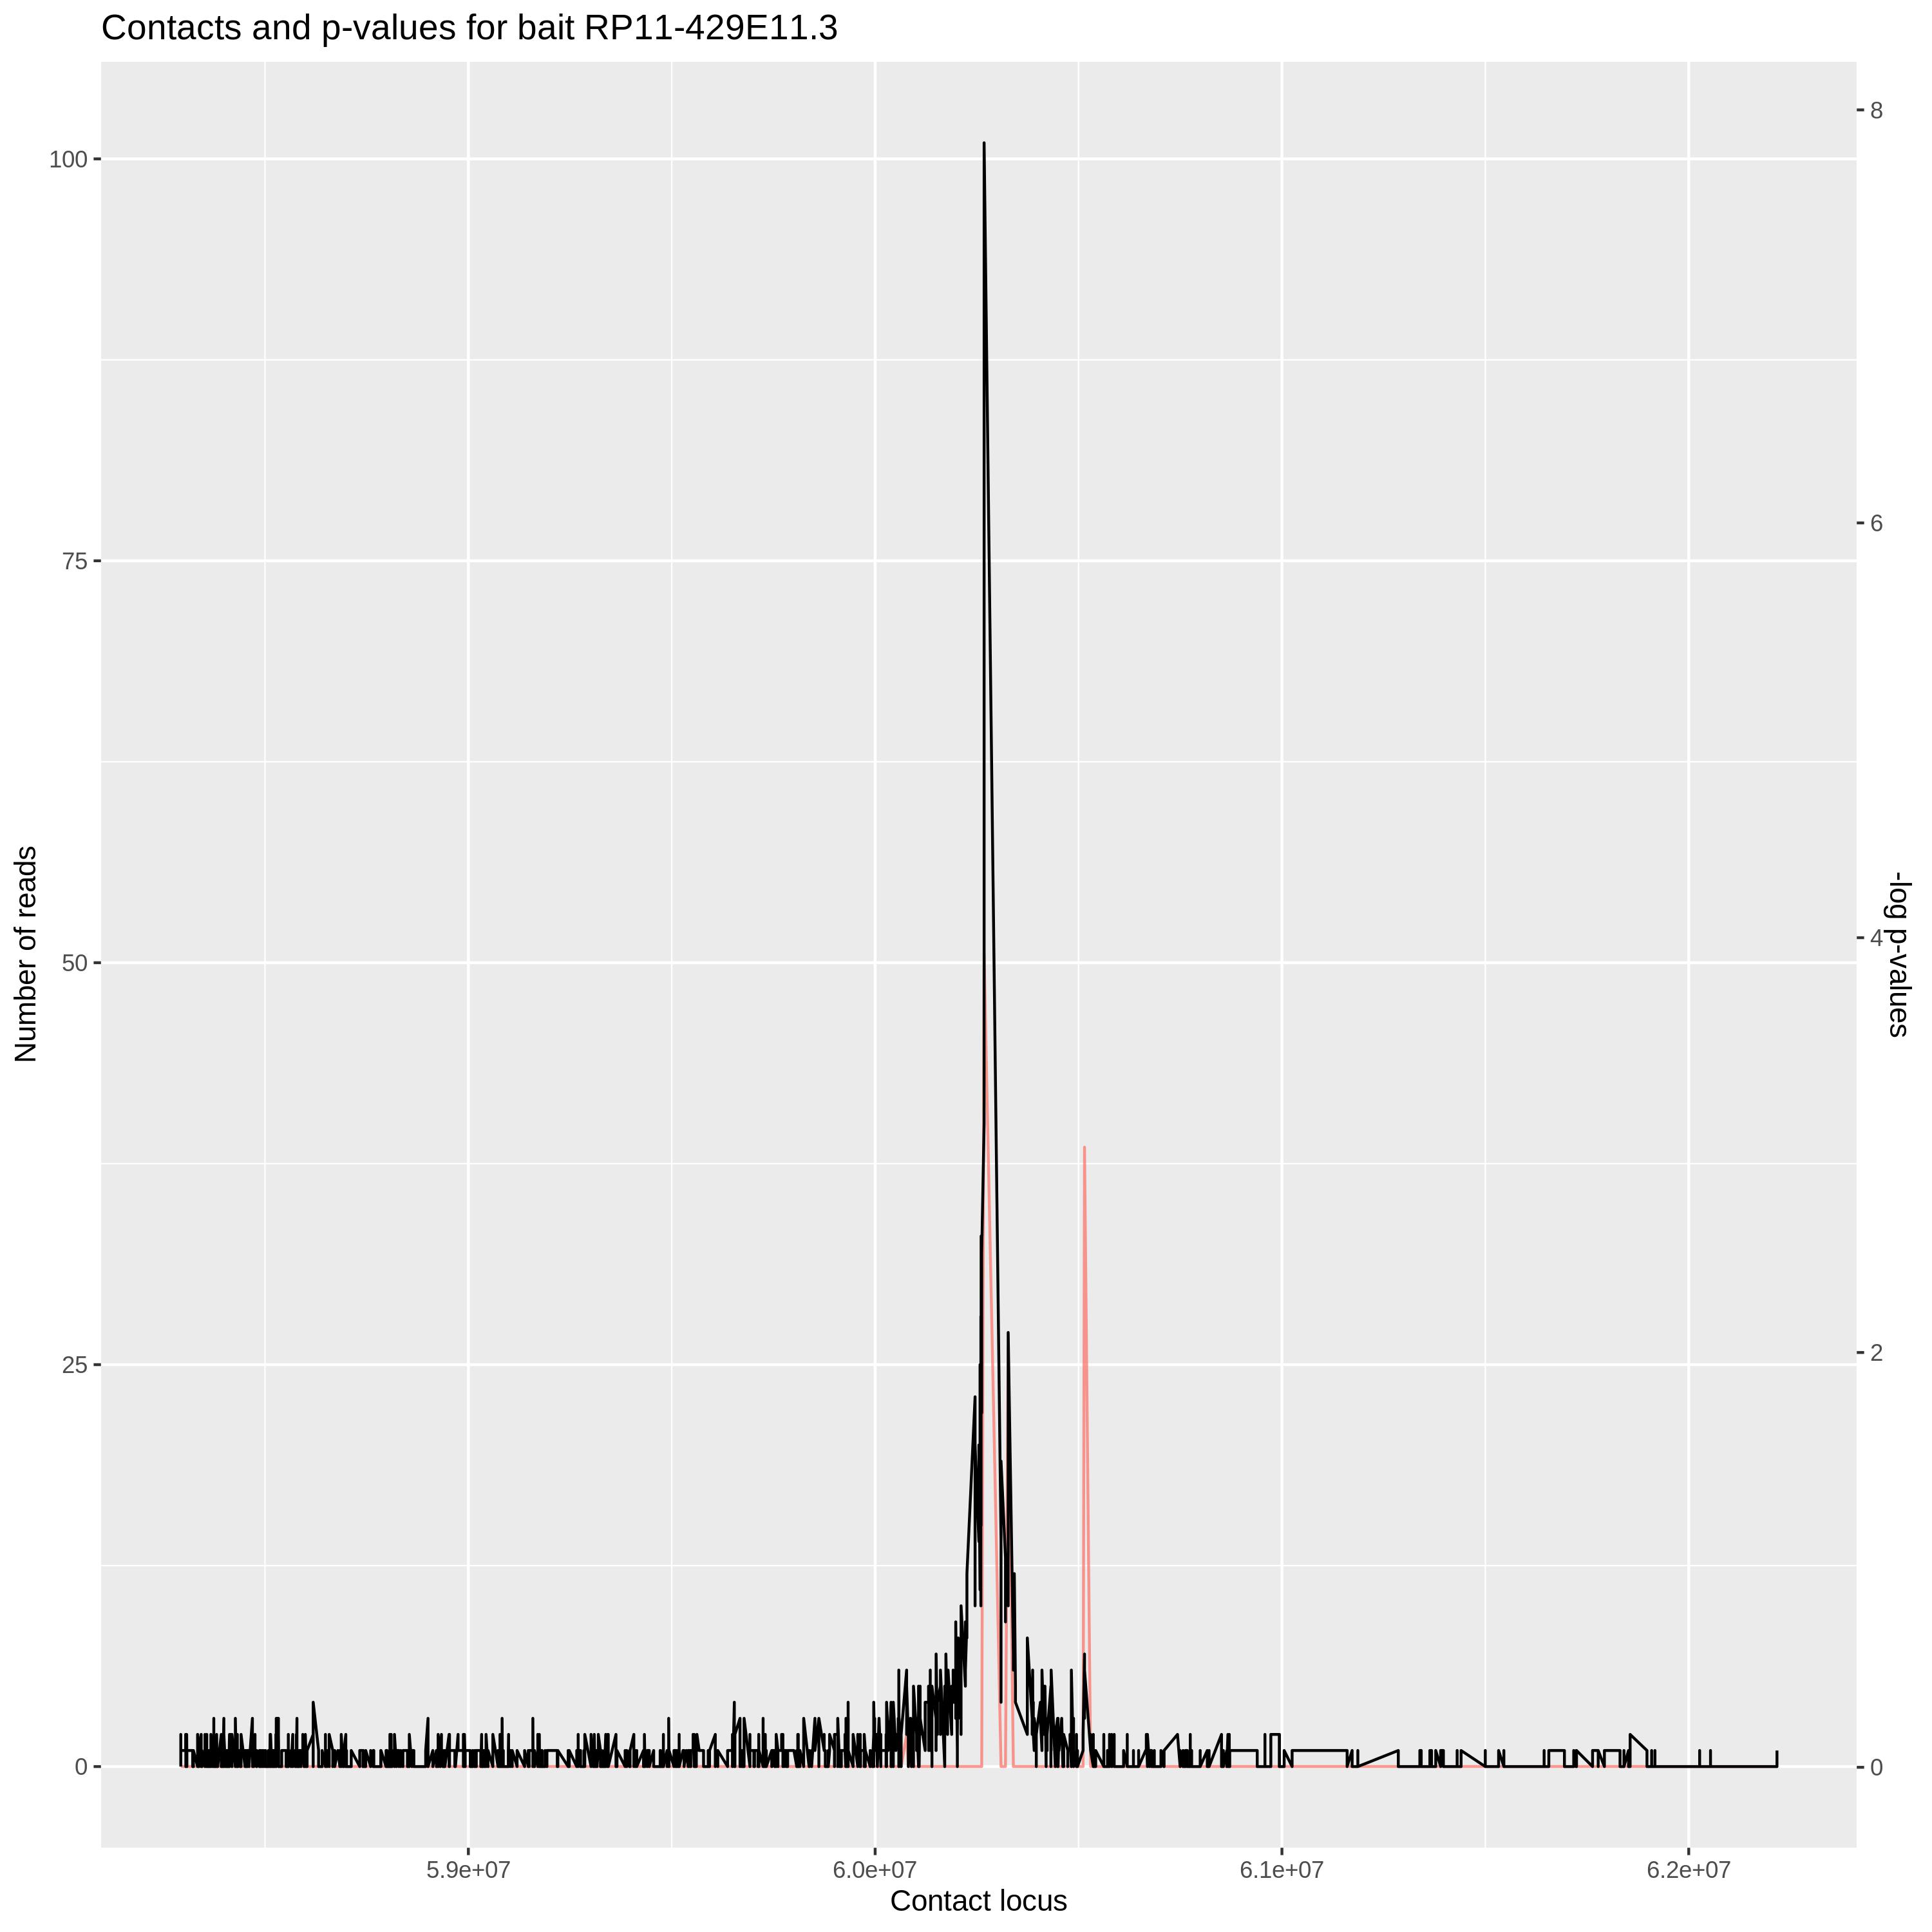 Contacts and p-values for bait RP11-429E11.3
100
75
50
25
0
Number of reads
8
6
4
2
0
-log p-values
5.9e+07
6.0e+07
6.1e+07
6.2e+07
Contact locus